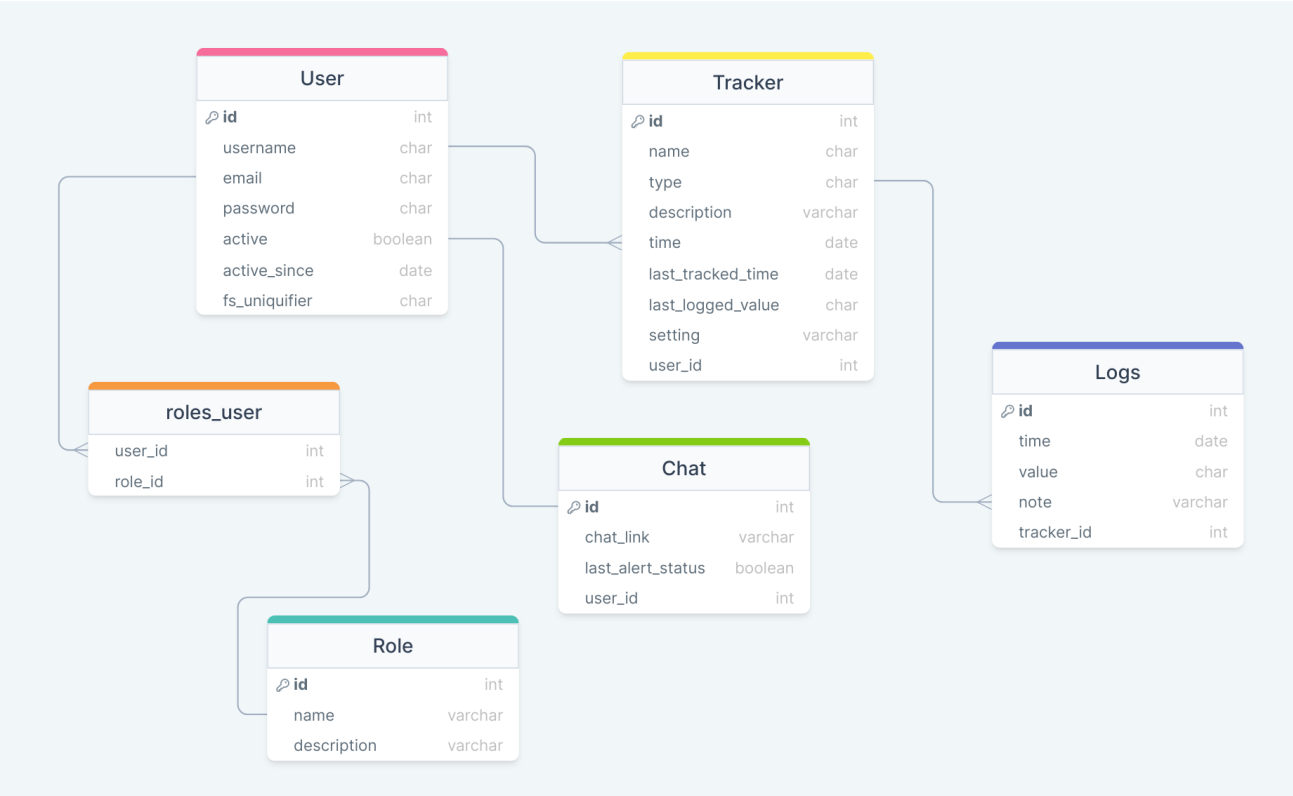 User
id int
username char
email char
password char
active boolean
active_since date
fs_uniquifier char
Tracker
id int
name char
type char
description varchar
time date
last_tracked_time date
last_logged_value char
setting varchar
user_id int
roles_user
user_id int
role_id int
Chat
id int
chat_link varchar
last_alert_status boolean
user_id int
Logs
id int
time date
value char
note varchar
tracker_id int
Role
id int
name varchar
description varchar